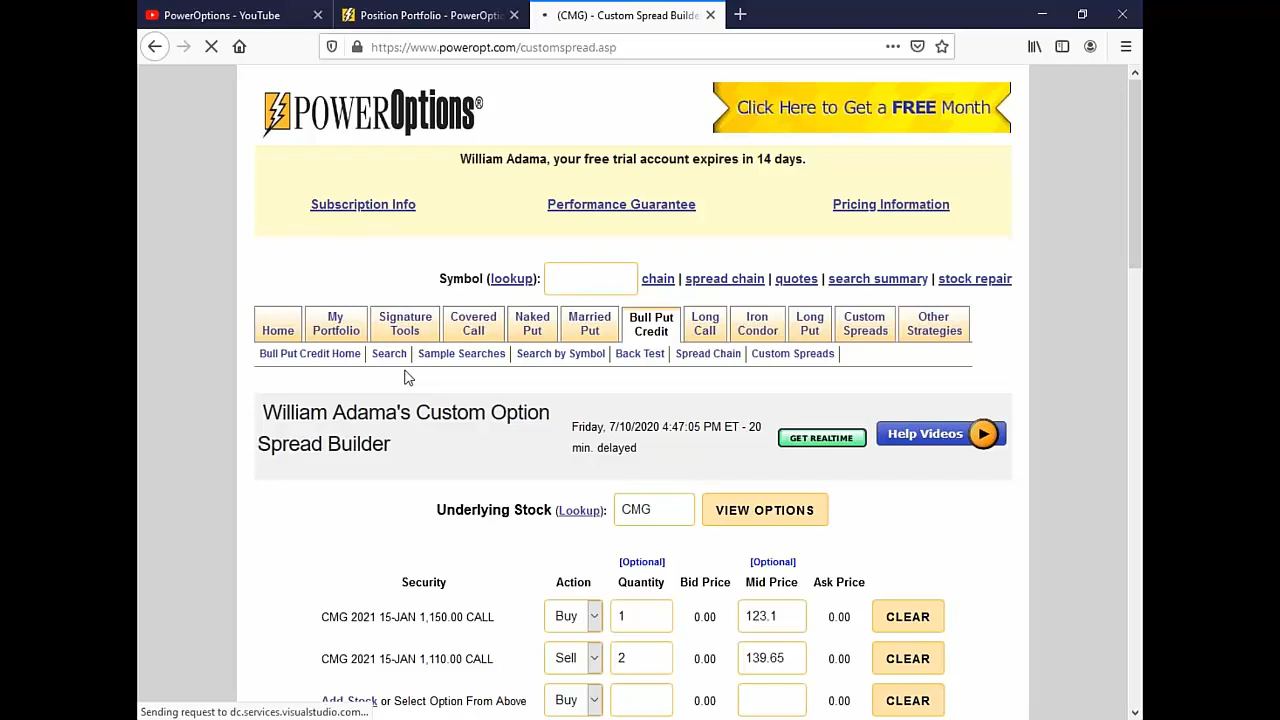 PowerOptions - YouTube
Position Portfolio - PowerOptic
(CMG) - Custom Spread Builde
https://www.poweropt.com/customspread.asp
POWEROptions®
Click Here to Get a FREE Month
William Adama, your free trial account expires in 14 days.
Subscription Info
Performance Guarantee
Pricing Information
Symbol (lookup):
chain | spread chain | quotes | search summary | stock repair
Home
My Portfolio
Signature Tools
Covered Call
Naked Put
Married Put
Bull Put Credit
Long Call
Iron Condor
Long Put
Custom Spreads
Other Strategies
Bull Put Credit Home | Search | Sample Searches | Search by Symbol | Back Test | Spread Chain | Custom Spreads |
William Adama's Custom Option
Spread Builder
Friday, 7/10/2020 4:47:05 PM ET - 20
min. delayed
GET REALTIME
Help Videos
Underlying Stock (Lookup): CMG VIEW OPTIONS
[Optional] [Optional]
Security Action Quantity Bid Price Mid Price Ask Price
CMG 2021 15-JAN 1,150.00 CALL Buy 1 0.00 123.1 0.00 CLEAR
CMG 2021 15-JAN 1,110.00 CALL Sell 2 0.00 139.65 0.00 CLEAR
Add Stock or Select Option From Above Buy CLEAR
Sending request to dc.services.visualstudio.com...